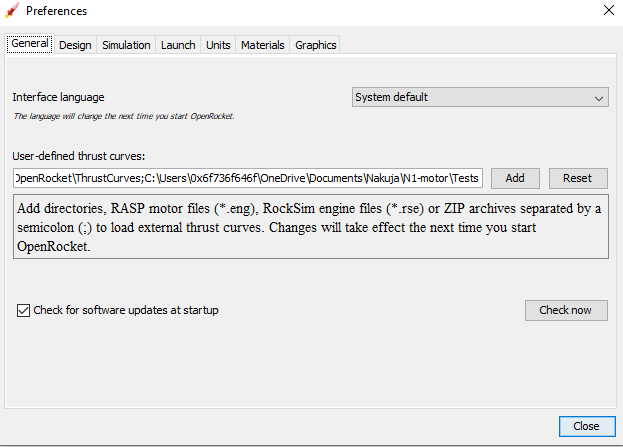 Preferences
General Design Simulation Launch Units Materials Graphics
Interface language System default
The language will change the next time you start OpenRocket.
User-defined thrust curves:
OpenRocket\ThrustCurves;C:\Users\0x6f736f646f\OneDrive\Documents\Nakuja\N1-motor\Tests Add Reset
Add directories, RASP motor files (*.eng), RockSim engine files (*.rse) or ZIP archives separated by a
semicolon (;) to load external thrust curves. Changes will take effect the next time you start
OpenRocket.
Check for software updates at startup Check now
Close